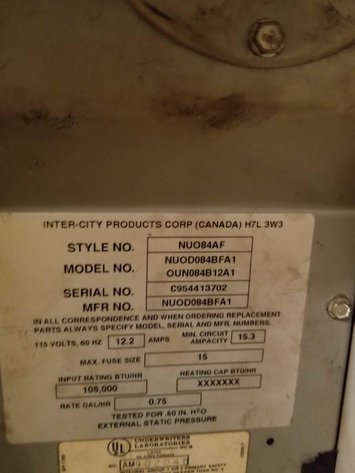 INTER-CITY PRODUCTS CORP (CANADA) H7L 3W3
STYLE NO. NUO84AF
MODEL NO. NUOD084BFA1
OUN084B12A1
SERIAL NO. C954413702
MFR NO. NUOD084BFA1
IN ALL CORRESPONDENCE AND WHEN ORDERING REPLACEMENT
PARTS ALWAYS SPECIFY MODEL, SERIAL AND MFR. NUMBERS.
115 VOLTS, 60 HZ 12.2 AMPS MIN. CIRCUIT AMPACITY 15.3
MAX. FUSE SIZE 15
INPUT RATING BTU/HR HEATING CAP BTU/HR
105,000 XXXXXXX
RATE GAL/HR 0.75
TESTED FOR .50 IN. H2O
EXTERNAL STATIC PRESSURE
UL UNDERWRITERS
LABORATORIES
NO.